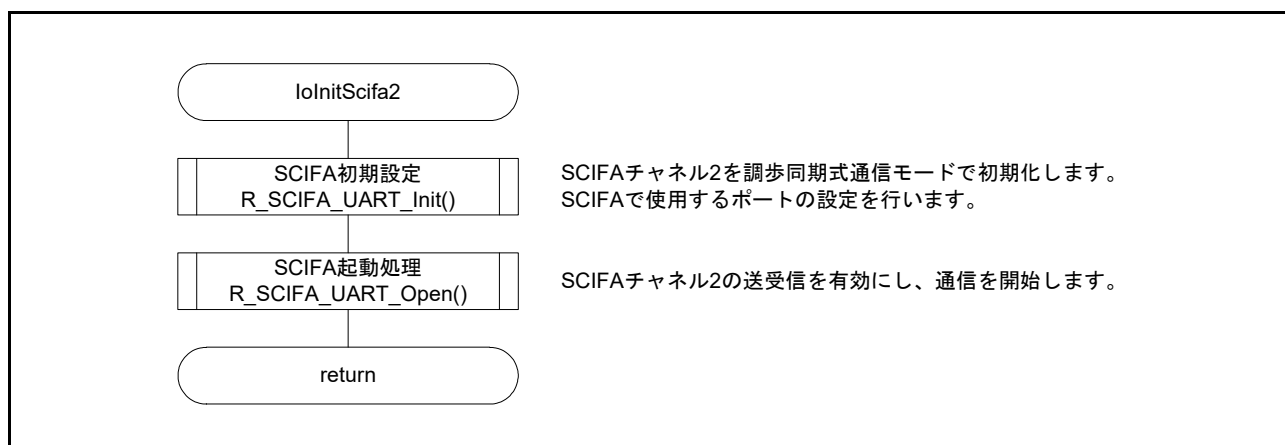 IoInitScifa2
SCIFA初期設定
R_SCIFA_UART_Init()
SCIFAチャネル2を調歩同期式通信モードで初期化します。
SCIFAで使用するポートの設定を行います。
SCIFA起動処理
R_SCIFA_UART_Open()
SCIFAチャネル2の送受信を有効にし、通信を開始します。
return